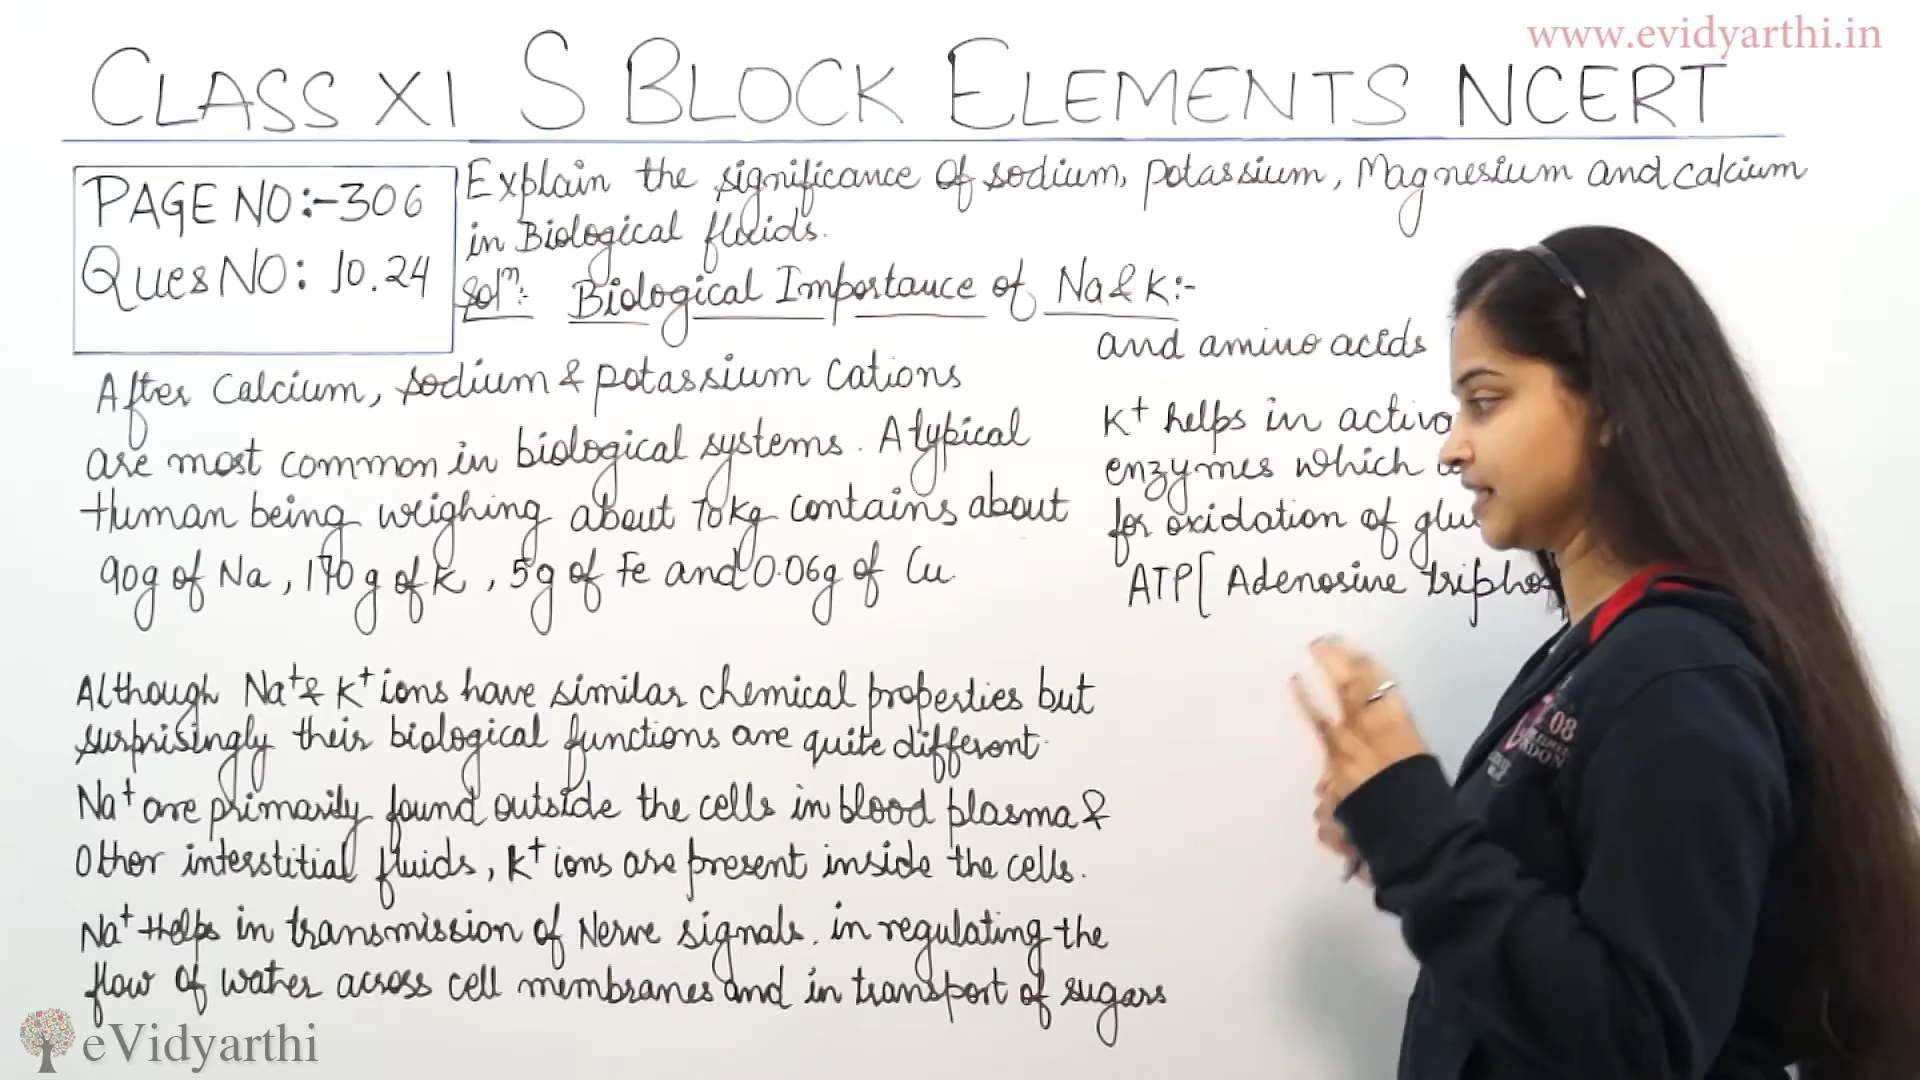 www.evidyarthi.in
CLASS XI S BLOCK ELEMENTS NCERT
PAGE NO:-306
Ques NO: 10.24
Explain the significance of sodium, potassium, Magnesium and calcium
in Biological fluids.
Solⁿ:- Biological Importance of Na & K:-
After Calcium, sodium & potassium Cations
are most common in biological systems. A typical
Human being weighing about 70kg contains about
90g of Na, 170g of K, 5g of Fe and 0.06g of Cu.
Although Na⁺ & K⁺ ions have similar chemical properties but
surprisingly their biological functions are quite different.
Na⁺ are primarily found outside the cells in blood plasma &
Other interstitial fluids, K⁺ ions are present inside the cells.
Na⁺ Helps in transmission of Nerve signals, in regulating the
flow of water across cell membranes and in transport of sugars
and amino acids
K⁺ helps in activa
enzymes which
for oxidation of glu
ATP[Adenosine tripho
08
eVidyarthi